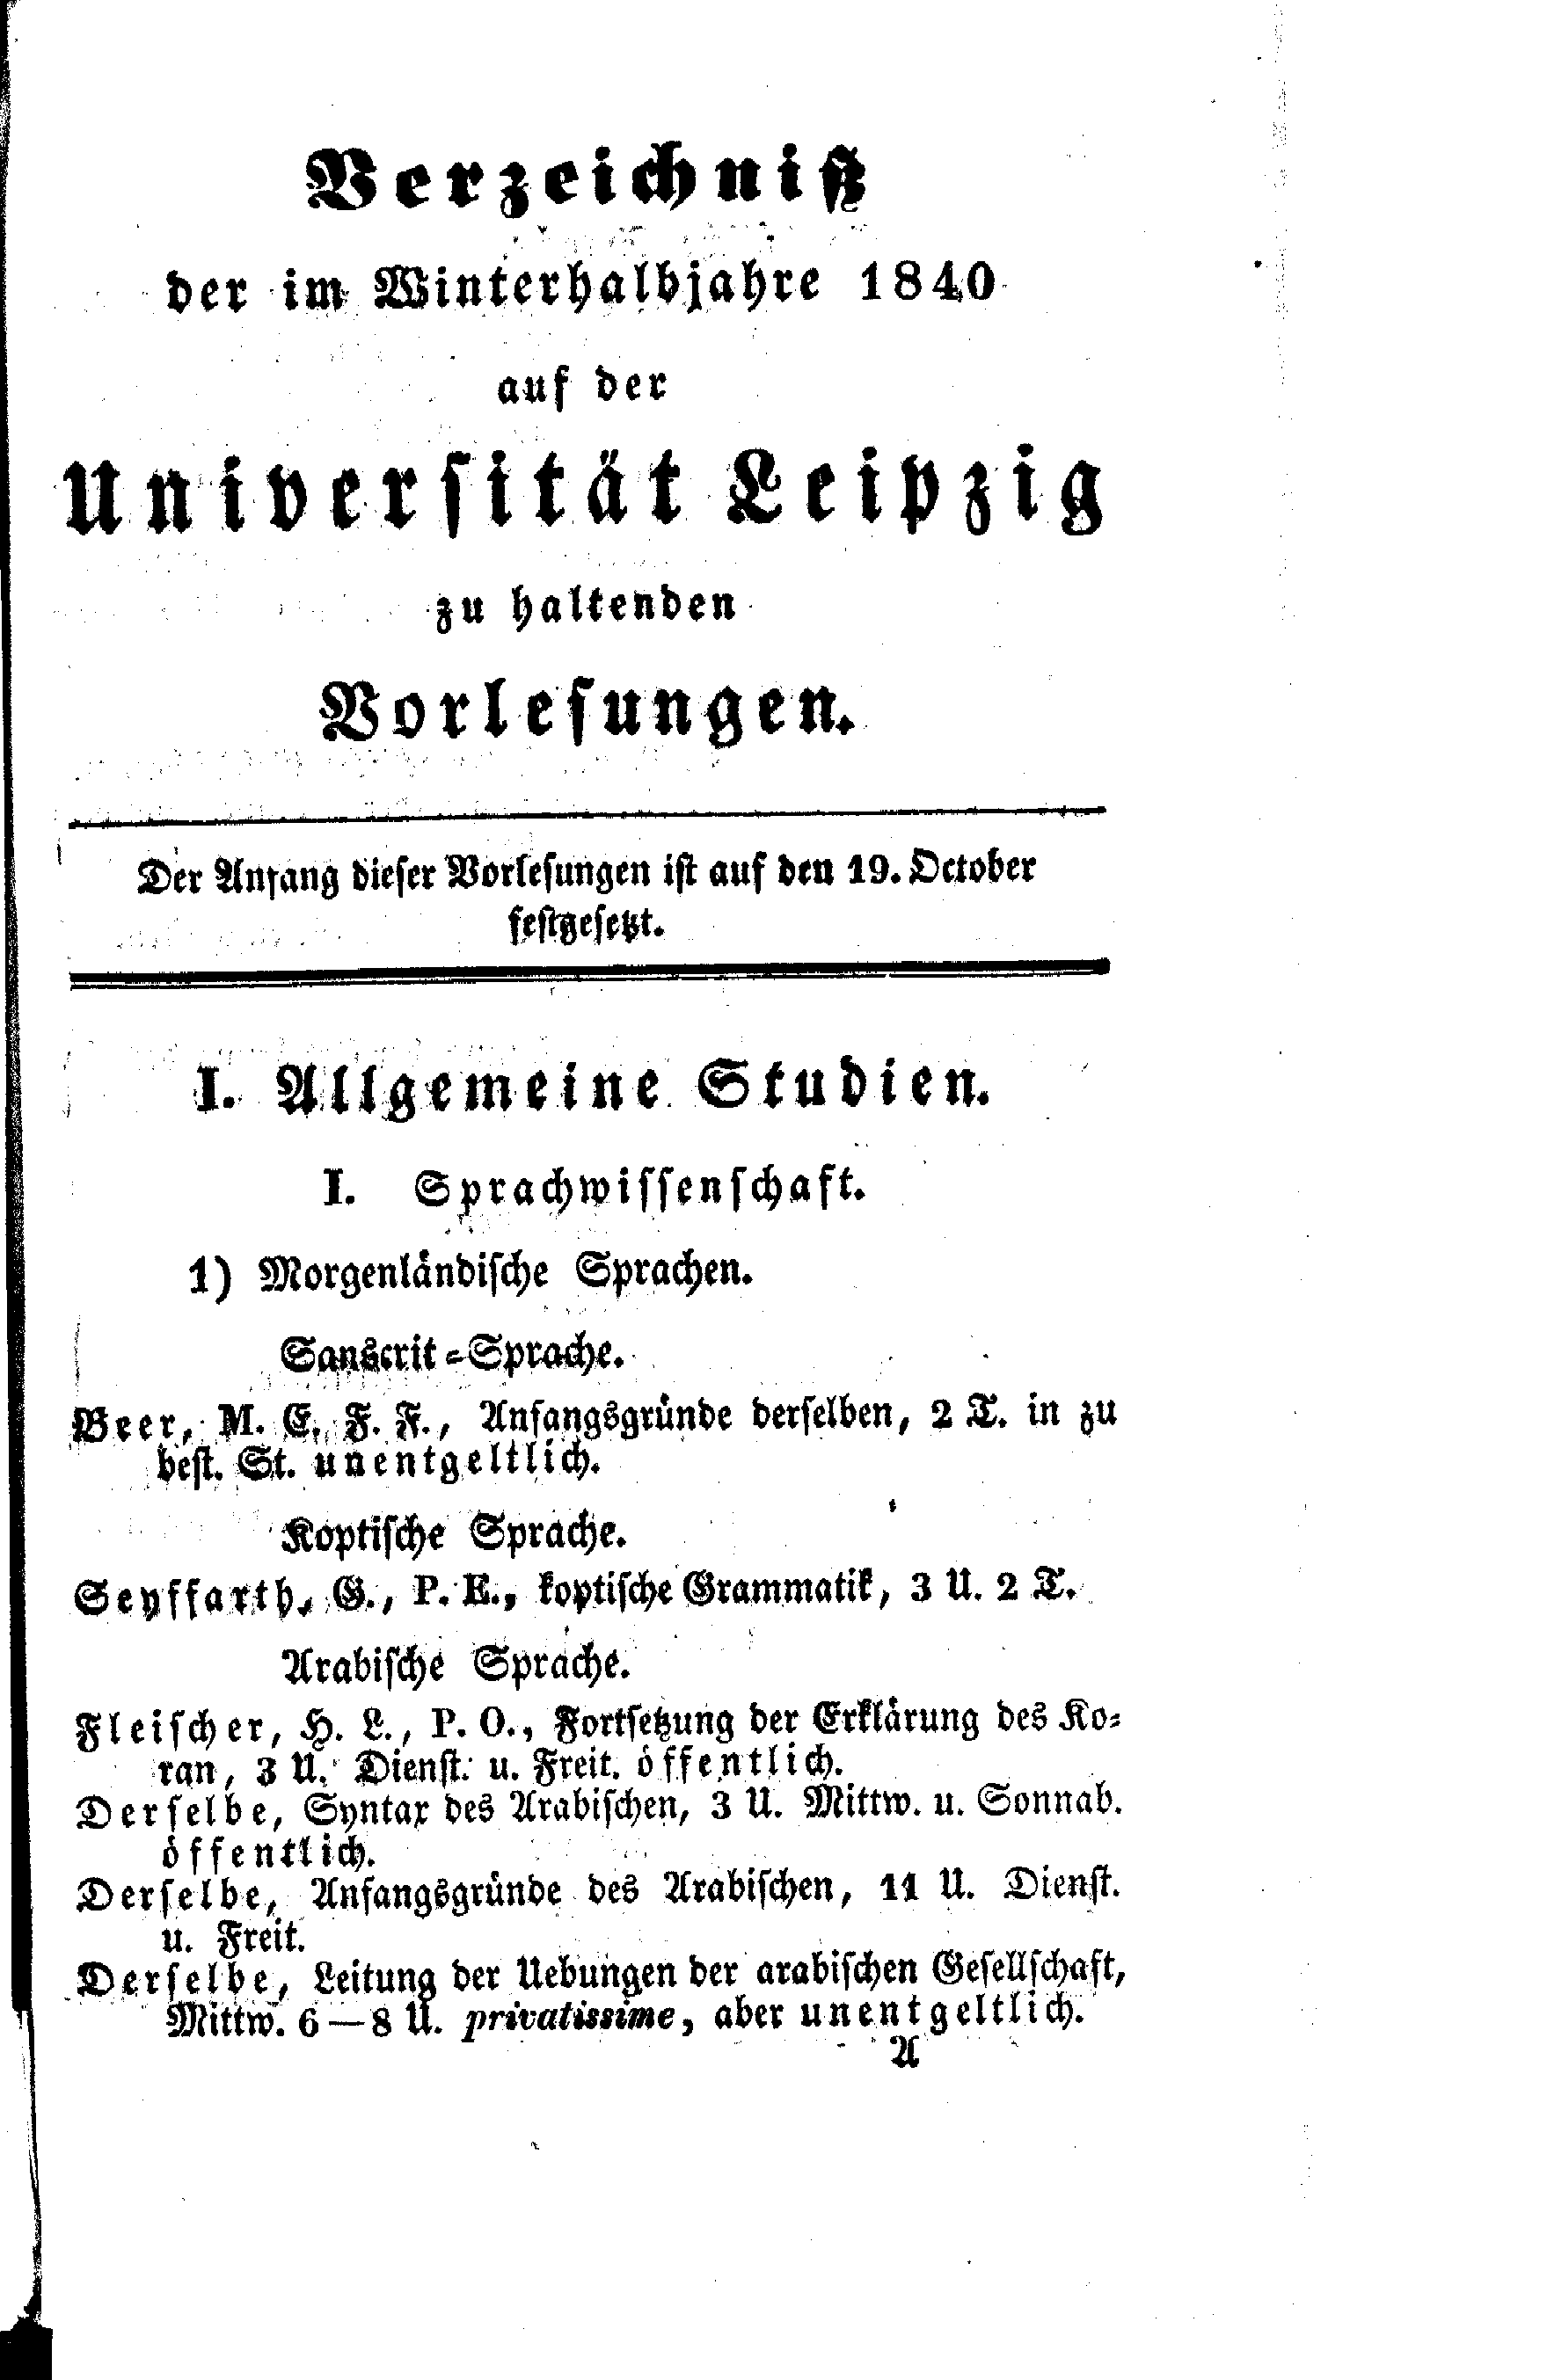 Verzeichniß
der im Winterhalbjahre 1840
auf der
Universität Leipzig
zu haltenden
Vorlesungen.
Der Anfang dieser Vorlesungen ist auf den 19. October
festgesetzt.
I. Allgemeine Studien.
I. Sprachwissenschaft.
1) Morgenländische Sprachen.
Sanscrit-Sprache.
Beer, M. E. F. F., Anfangsgründe derselben, 2 T. in zu
best. St. unentgeltlich.
Koptische Sprache.
Seyffarth, G., P. E., koptische Grammatik, 3 U. 2 T.
Arabische Sprache.
Fleischer, H. L., P. O., Fortsetzung der Erklärung des Ko-
ran, 3 U. Dienst. u. Freit. öffentlich.
Derselbe, Syntax des Arabischen, 3 U. Mittw. u. Sonnab.
öffentlich.
Derselbe, Anfangsgründe des Arabischen, 11 U. Dienst.
u. Freit.
Derselbe, Leitung der Uebungen der arabischen Gesellschaft,
Mittw. 6—8 U. privatissime, aber unentgeltlich.
A